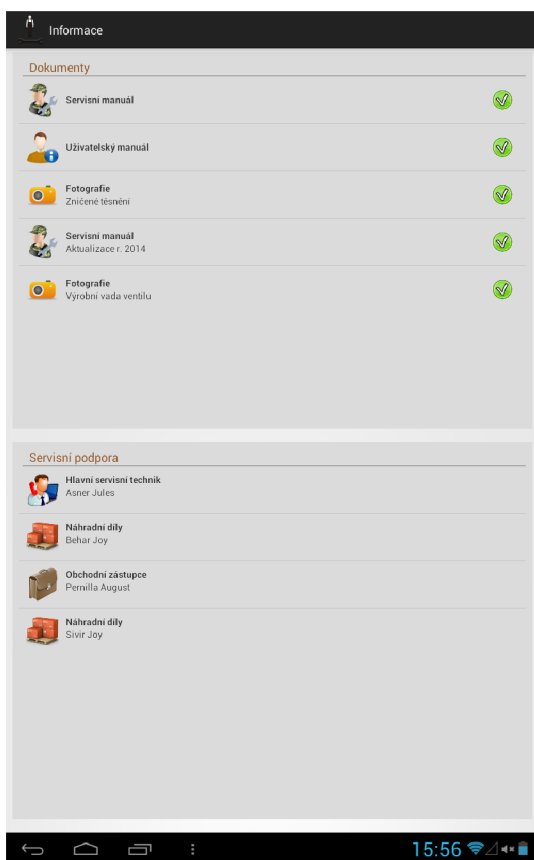 Informace
Dokumenty
Servisní manuál
Uživatelský manuál
Fotografie
Zničené těsnění
Servisní manuál
Aktualizace r. 2014
Fotografie
Výrobní vada ventilu
Servisní podpora
Hlavní servisní technik
Asner Jules
Náhradní díly
Behar Joy
Obchodní zástupce
Pernilla August
Náhradní díly
Sivir Joy
15:56